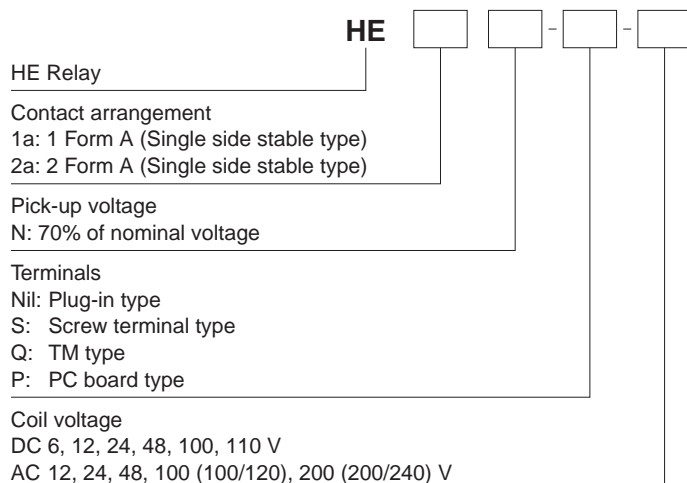 HE - -
HE Relay
Contact arrangement
1a: 1 Form A (Single side stable type)
2a: 2 Form A (Single side stable type)
Pick-up voltage
N: 70% of nominal voltage
Terminals
Nil: Plug-in type
S: Screw terminal type
Q: TM type
P: PC board type
Coil voltage
DC 6, 12, 24, 48, 100, 110 V
AC 12, 24, 48, 100 (100/120), 200 (200/240) V